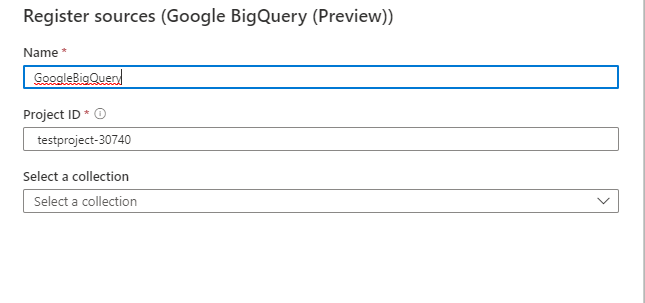 Register sources (Google BigQuery (Preview))
Name *
GoogleBigQuery
Project ID *
testproject-30740
Select a collection
Select a collection